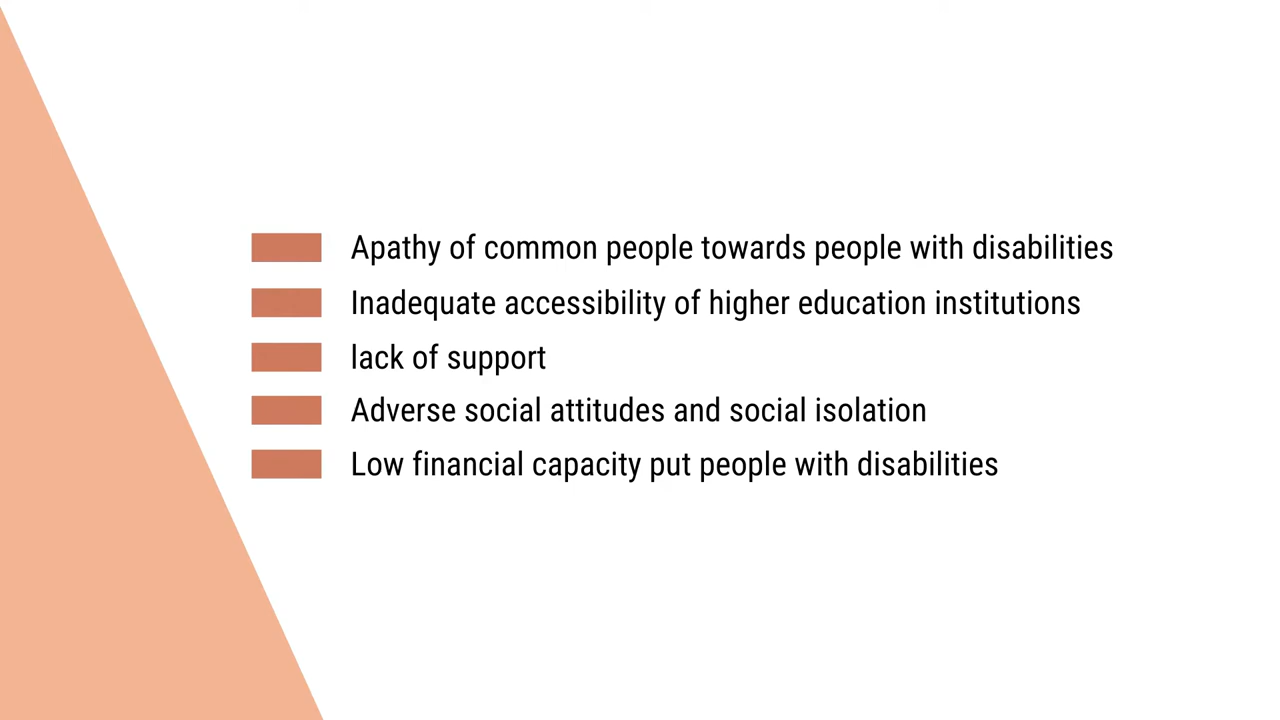 Apathy of common people towards people with disabilities
Inadequate accessibility of higher education institutions
lack of support
Adverse social attitudes and social isolation
Low financial capacity put people with disabilities